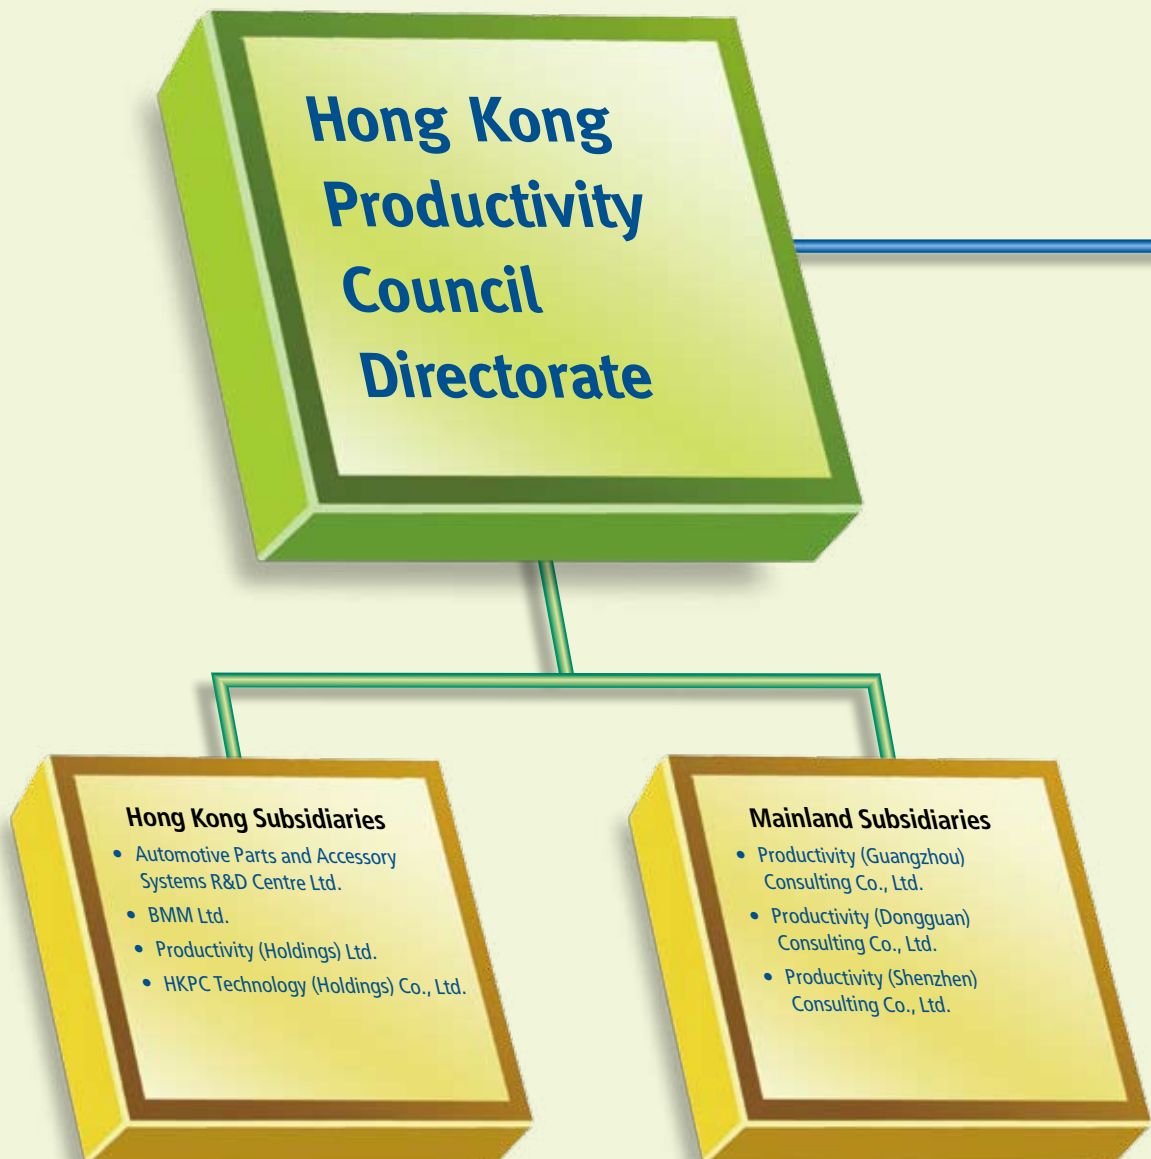 Hong Kong
Productivity
Council
Directorate
Hong Kong Subsidiaries
• Automotive Parts and Accessory
Systems R&D Centre Ltd.
• BMM Ltd.
• Productivity (Holdings) Ltd.
• HKPC Technology (Holdings) Co., Ltd.
Mainland Subsidiaries
• Productivity (Guangzhou)
Consulting Co., Ltd.
• Productivity (Dongguan)
Consulting Co., Ltd.
• Productivity (Shenzhen)
Consulting Co., Ltd.